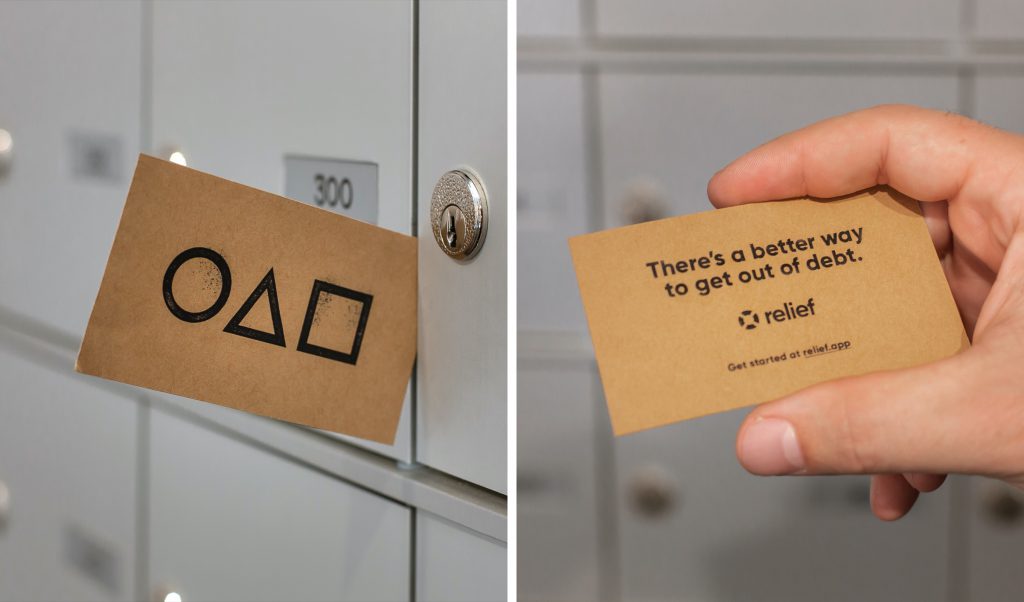 300
There's a better way
to get out of debt.
relief
Get started at relief.app